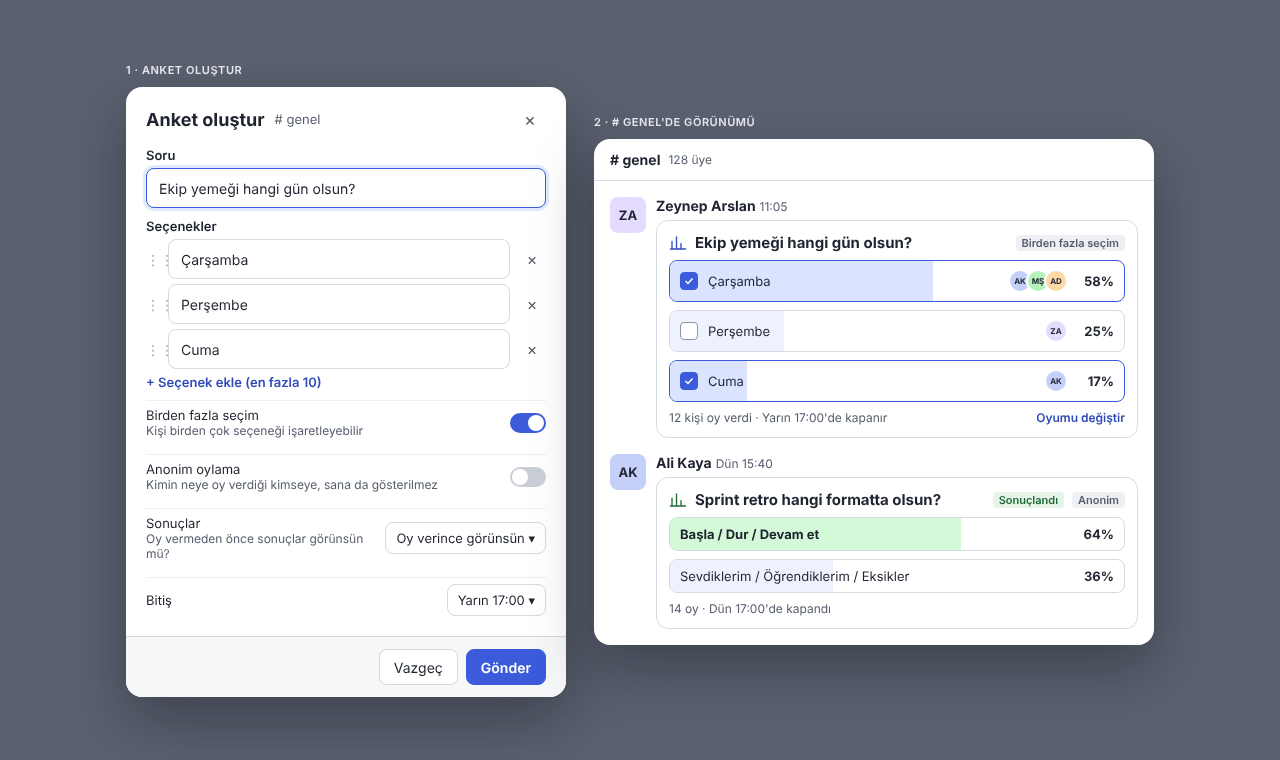 1 · ANKET OLUŞTUR
Anket oluştur # genel ×
Soru
Ekip yemeği hangi gün olsun?
Seçenekler
Çarşamba ×
Perşembe ×
Cuma ×
+ Seçenek ekle (en fazla 10)
Birden fazla seçim
Kişi birden çok seçeneği işaretleyebilir
Anonim oylama
Kimin neye oy verdiği kimseye, sana da gösterilmez
Sonuçlar
Oy vermeden önce sonuçlar görünsün
mü?
Oy verince görünsün ▾
Bitiş
Yarın 17:00 ▾
Vazgeç
Gönder
2 · # GENEL'DE GÖRÜNÜMÜ
# genel 128 üye
ZA
Zeynep Arslan 11:05
Ekip yemeği hangi gün olsun? Birden fazla seçim
Çarşamba AK MŞ AD 58%
Perşembe ZA 25%
Cuma AK 17%
12 kişi oy verdi · Yarın 17:00'de kapanır Oyumu değiştir
AK
Ali Kaya Dün 15:40
Sprint retro hangi formatta olsun? Sonuçlandı Anonim
Başla / Dur / Devam et 64%
Sevdiklerim / Öğrendiklerim / Eksikler 36%
14 oy · Dün 17:00'de kapandı